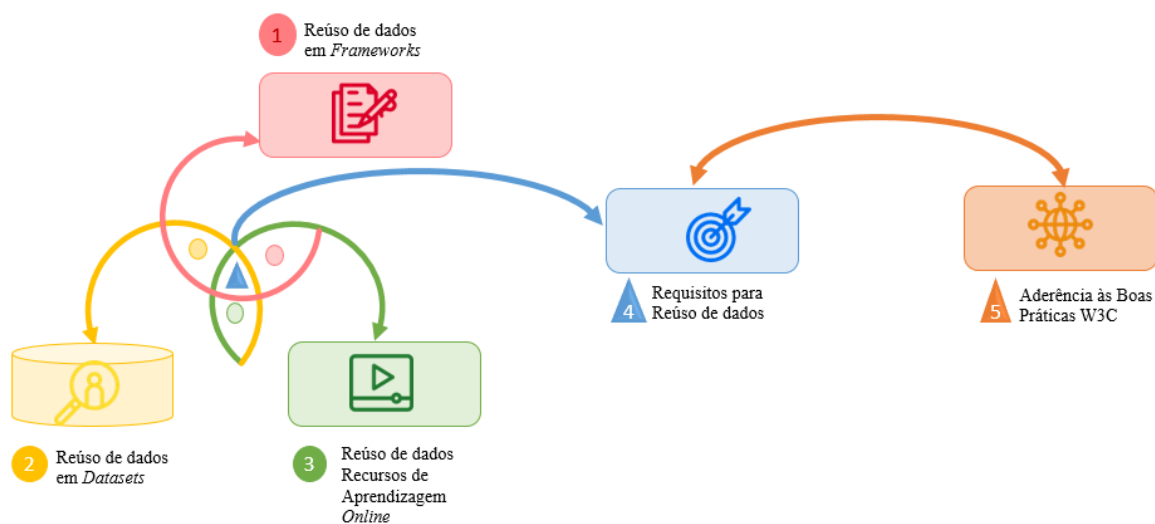 1
Reúso de dados
em Frameworks
4
Requisitos para
Reúso de dados
5
Aderência às Boas
Práticas W3C
2
Reúso de dados
em Datasets
3
Reúso de dados
Recursos de
Aprendizagem
Online